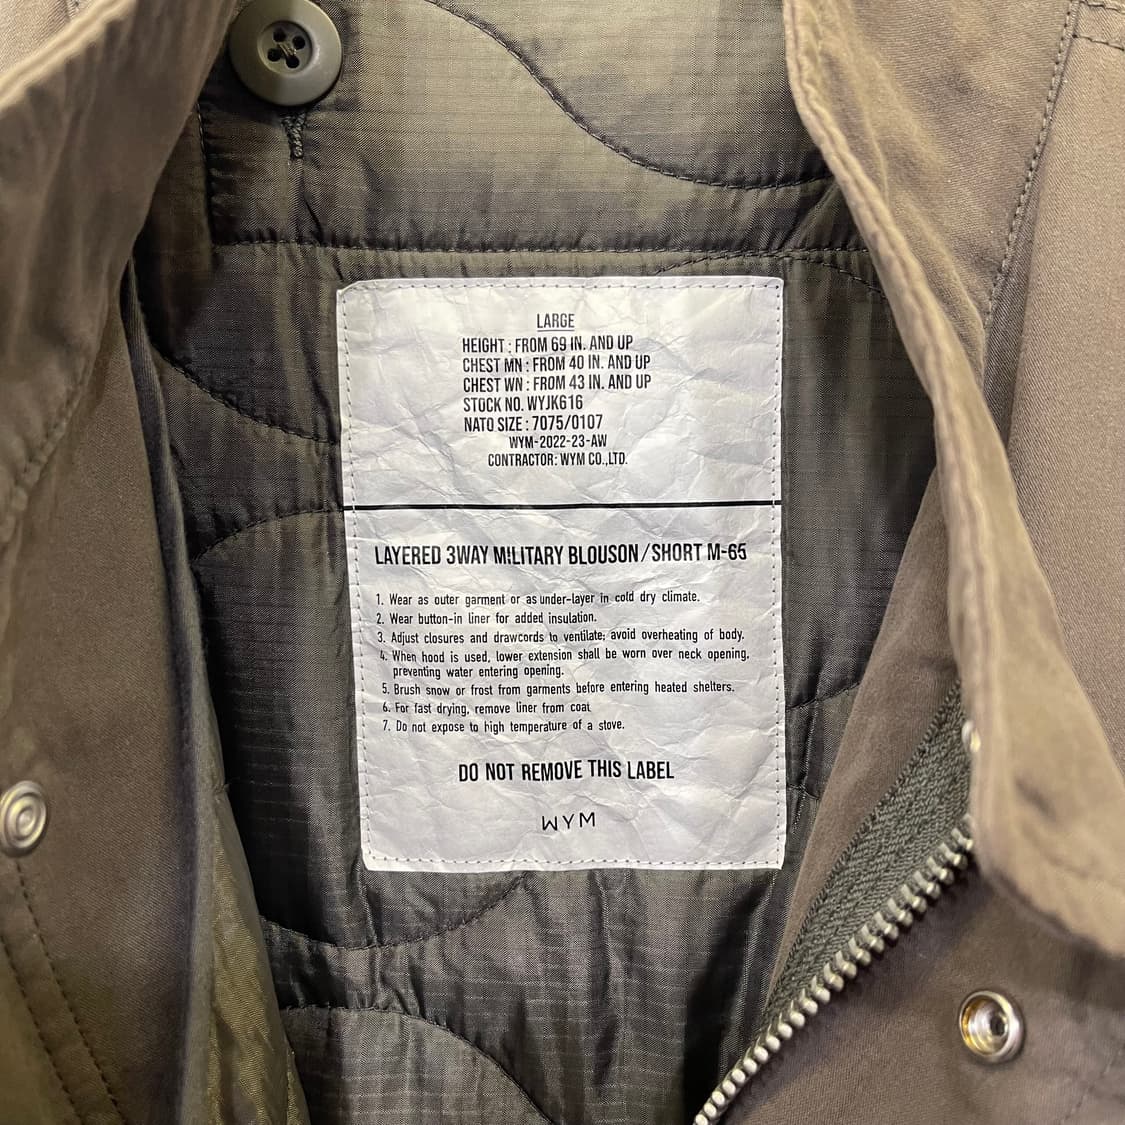 LARGE
HEIGHT : FROM 69 IN. AND UP
CHEST MN : FROM 40 IN. AND UP
CHEST WN : FROM 43 IN. AND UP
STOCK NO. WYJK616
NATO SIZE : 7075/0107
WYM-2022-23-AW
CONTRACTOR: WYM CO.,LTD.
LAYERED 3WAY MILITARY BLOUSON/SHORT M-65
1. Wear as outer garment or as under-layer in cold dry climate.
2. Wear button-in liner for added insulation.
3. Adjust closures and drawcords to ventilate; avoid overheating of body.
4. When hood is used, lower extension shall be worn over neck opening,
preventing water entering opening.
5. Brush snow or frost from garments before entering heated shelters.
6. For fast drying, remove liner from coat
7. Do not expose to high temperature of a stove.
DO NOT REMOVE THIS LABEL
WYM